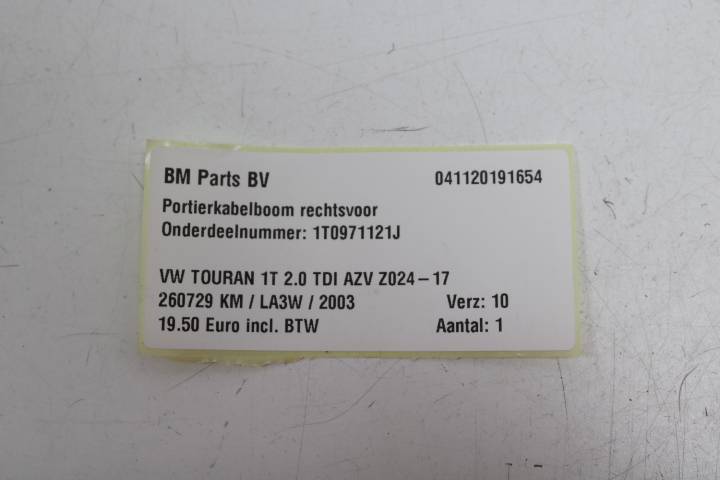 BM Parts BV 041120191654
Portierkabelboom rechtsvoor
Onderdeelnummer: 1T0971121J
VW TOURAN 1T 2.0 TDI AZV Z024-17
260729 KM / LA3W / 2003 Verz: 10
19.50 Euro incl. BTW Aantal: 1